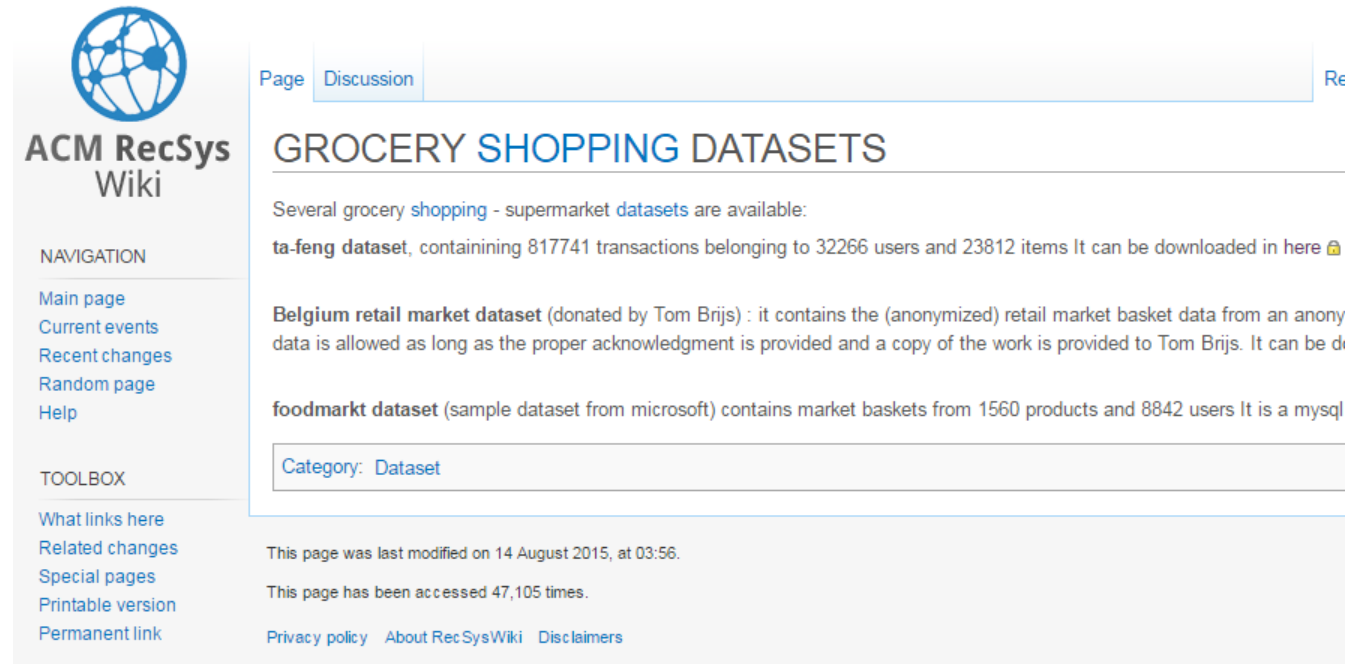 ACM RecSys
Wiki
NAVIGATION
Main page
Current events
Recent changes
Random page
Help
TOOLBOX
What links here
Related changes
Special pages
Printable version
Permanent link
Page Discussion
Re
GROCERY SHOPPING DATASETS
Several grocery shopping - supermarket datasets are available:
ta-feng dataset, containining 817741 transactions belonging to 32266 users and 23812 items It can be downloaded in here
Belgium retail market dataset (donated by Tom Brijs) : it contains the (anonymized) retail market basket data from an anony
data is allowed as long as the proper acknowledgment is provided and a copy of the work is provided to Tom Brijs. It can be d
foodmarkt dataset (sample dataset from microsoft) contains market baskets from 1560 products and 8842 users It is a mysql
Category: Dataset
This page was last modified on 14 August 2015, at 03:56.
This page has been accessed 47,105 times.
Privacy policy About RecSysWiki Disclaimers